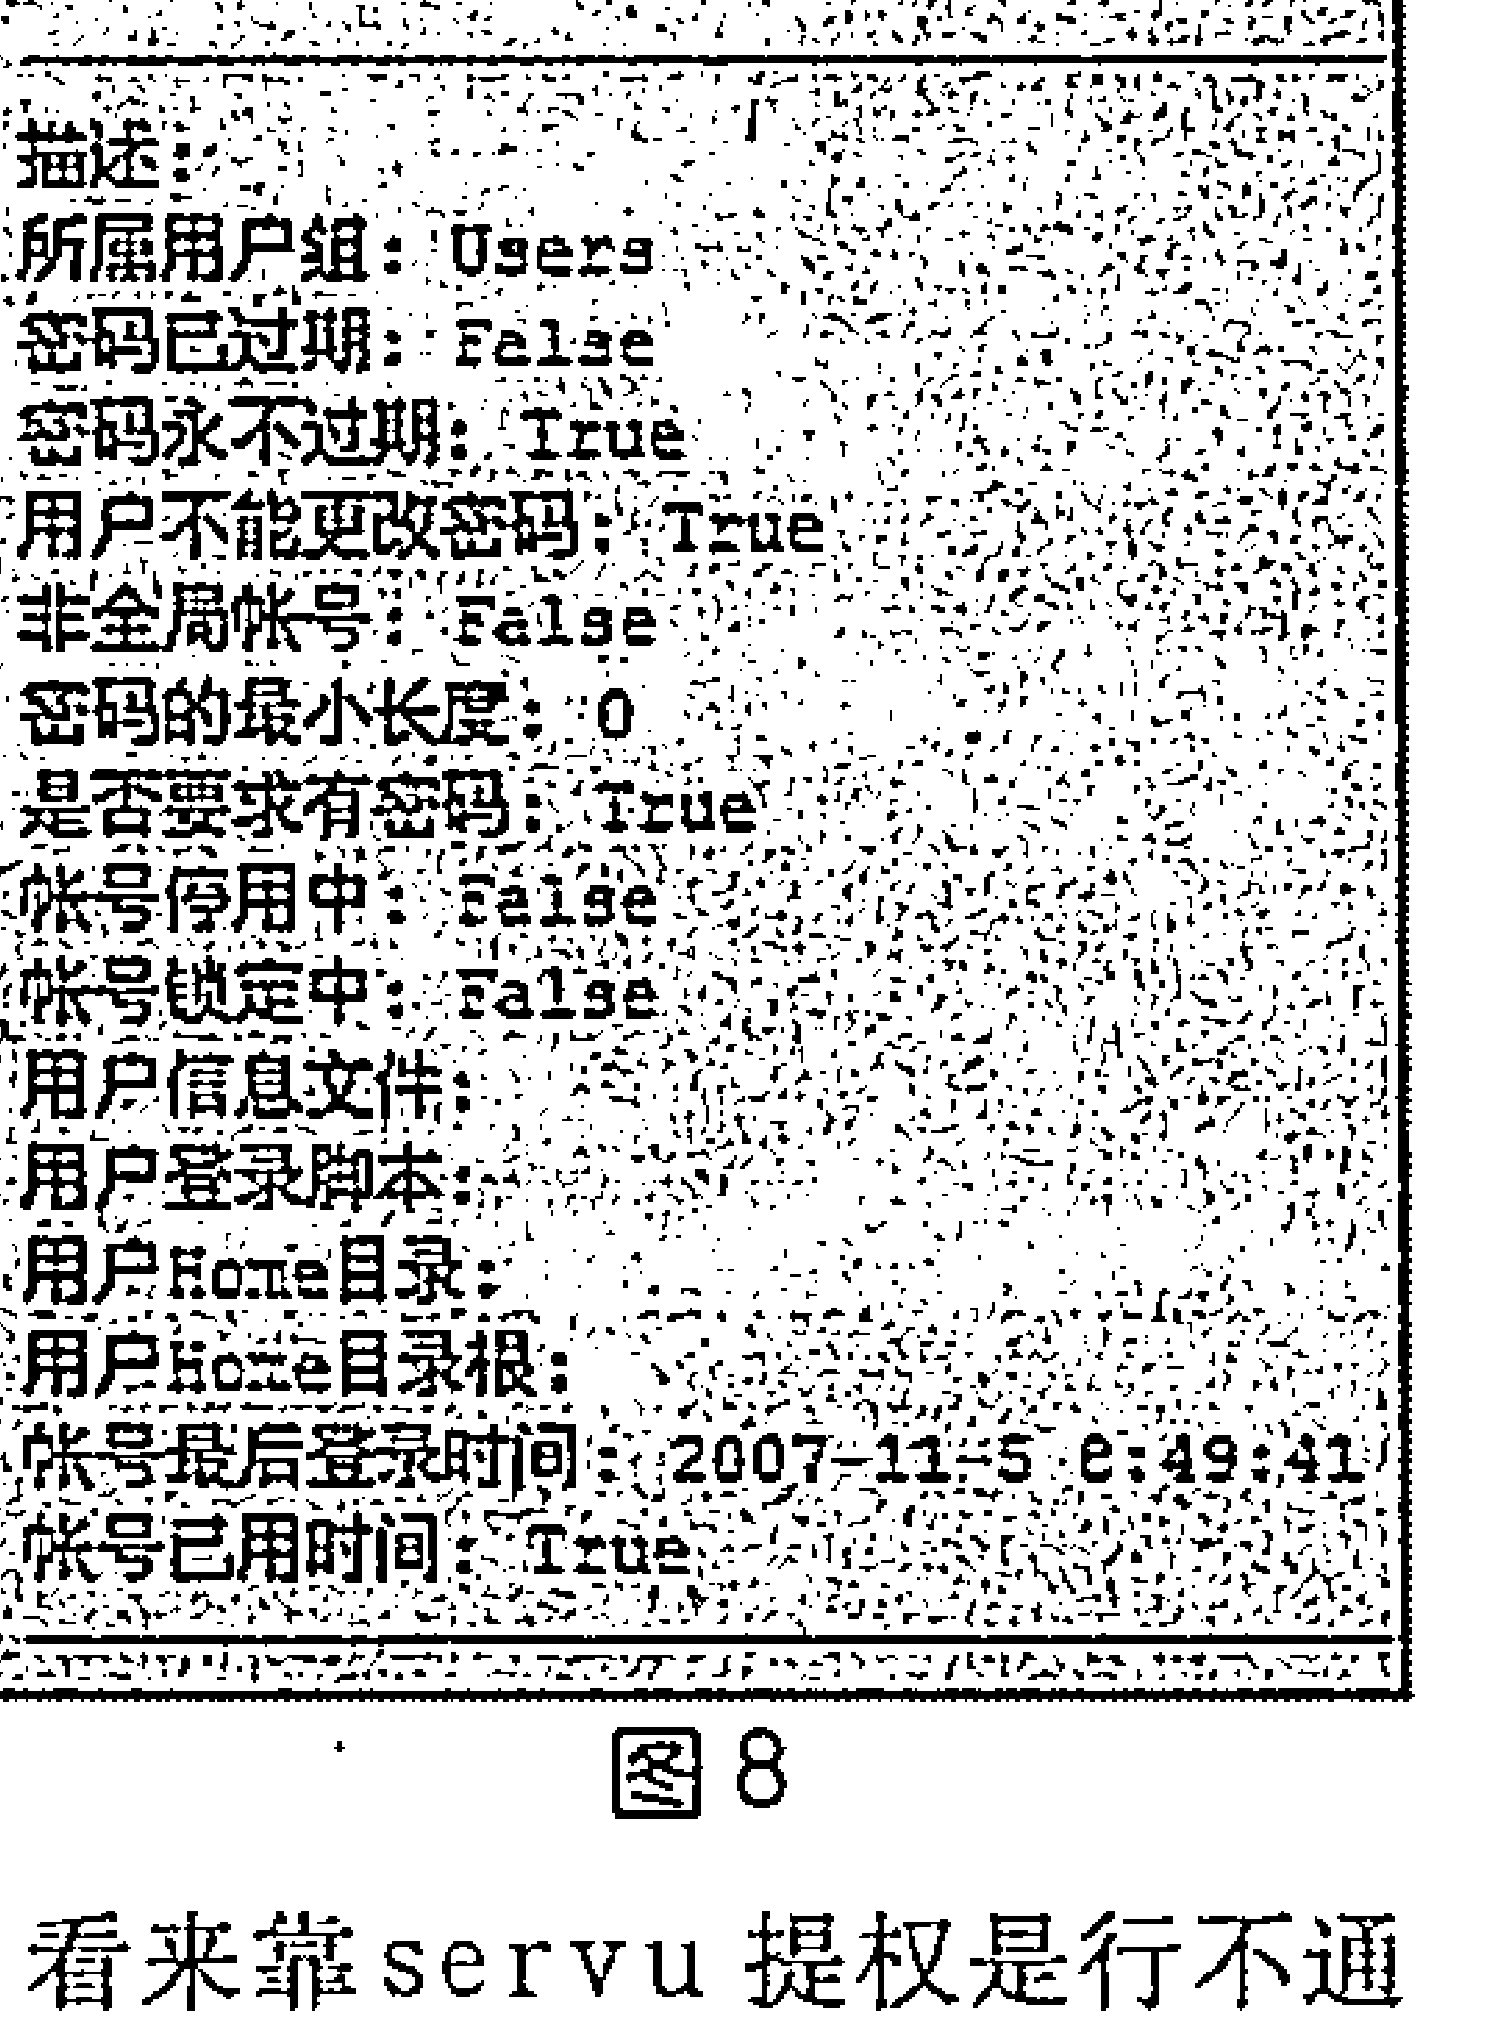 描述:
所属用户组: Users
密码已过期: False
密码永不过期: True
用户不能更改密码: True
非全局帐号: False
密码的最小长度: 0
是否要求有密码: True
帐号停用中: False
帐号锁定中: False
用户信息文件:
用户登录脚本:
用户Home目录:
用户Home目录根:
帐号最后登录时间: 2007-11-5 :49:41
帐号已用时间: True
图 8
看来靠servu 提权是行不通